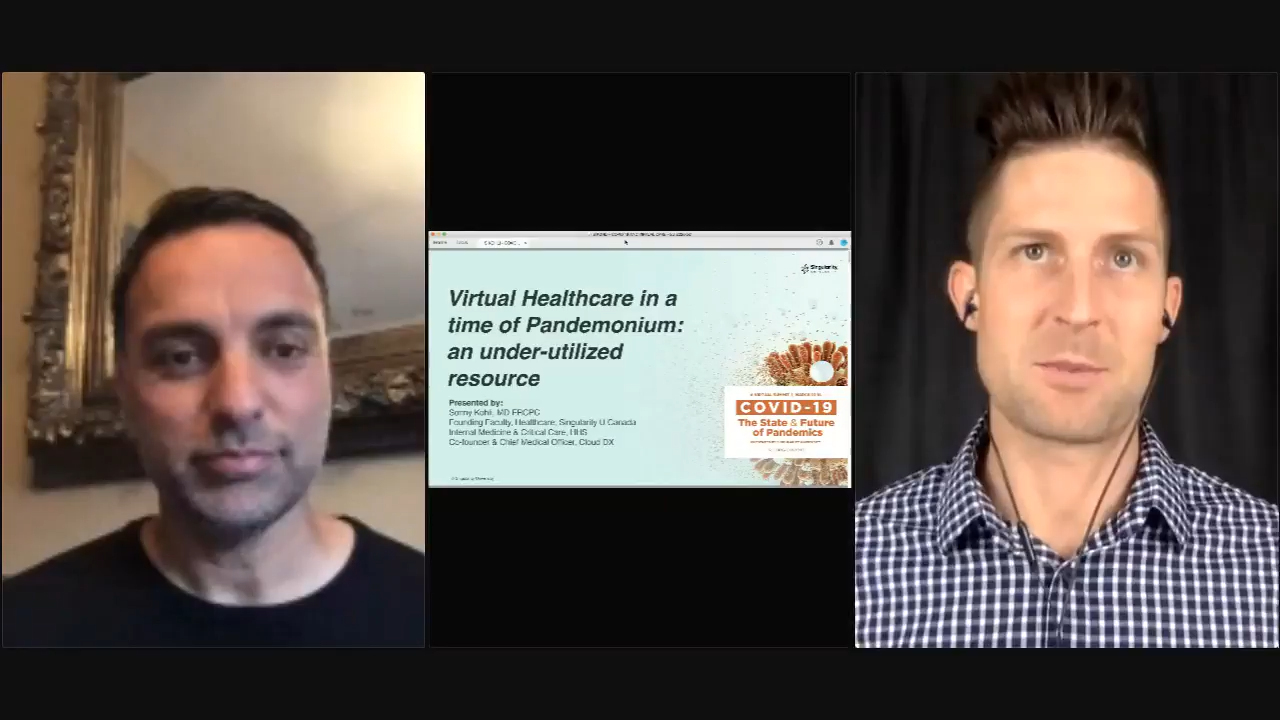 Singularity
Virtual Healthcare in a
time of Pandemonium:
an under-utilized
resource
Presented by:
Sonny Kohli, MD FRCPC
Founding Faculty, Healthcare, Singularity U Canada
Internal Medicine & Critical Care, HHS
Co-founder & Chief Medical Officer, Cloud DX
COVID-19
The State & Future
of Pandemics